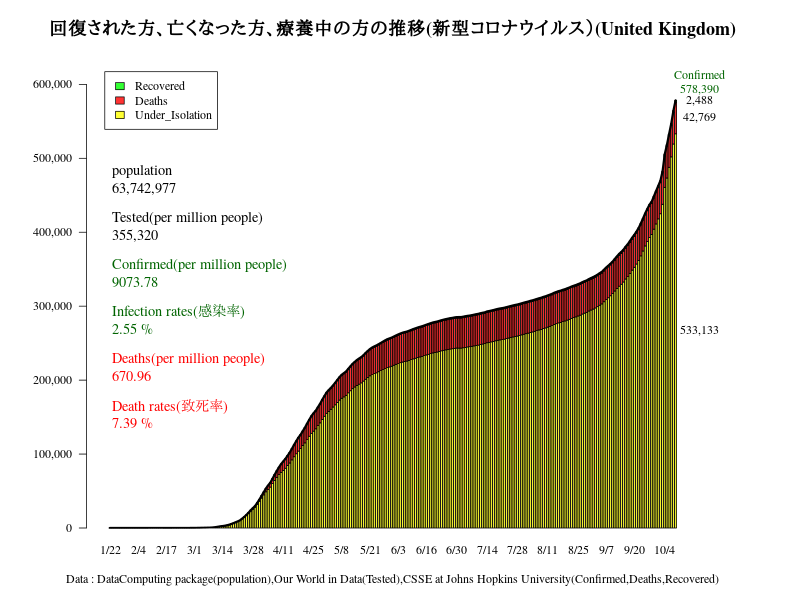 回復された方、亡くなった方、療養中の方の推移(新型コロナウイルス)(United Kingdom)
Confirmed
578,390
2,488
42,769
533,133
Recovered
Deaths
Under_Isolation
population
63,742,977
Tested(per million people)
355,320
Confirmed(per million people)
9073.78
Infection rates(感染率)
2.55 %
Deaths(per million people)
670.96
Death rates(致死率)
7.39 %
600,000
500,000
400,000
300,000
200,000
100,000
0
1/22 2/4 2/17 3/1 3/14 3/28 4/11 4/25 5/8 5/21 6/3 6/16 6/30 7/14 7/28 8/11 8/25 9/7 9/20 10/4
Data : DataComputing package(population),Our World in Data(Tested),CSSE at Johns Hopkins University(Confirmed,Deaths,Recovered)